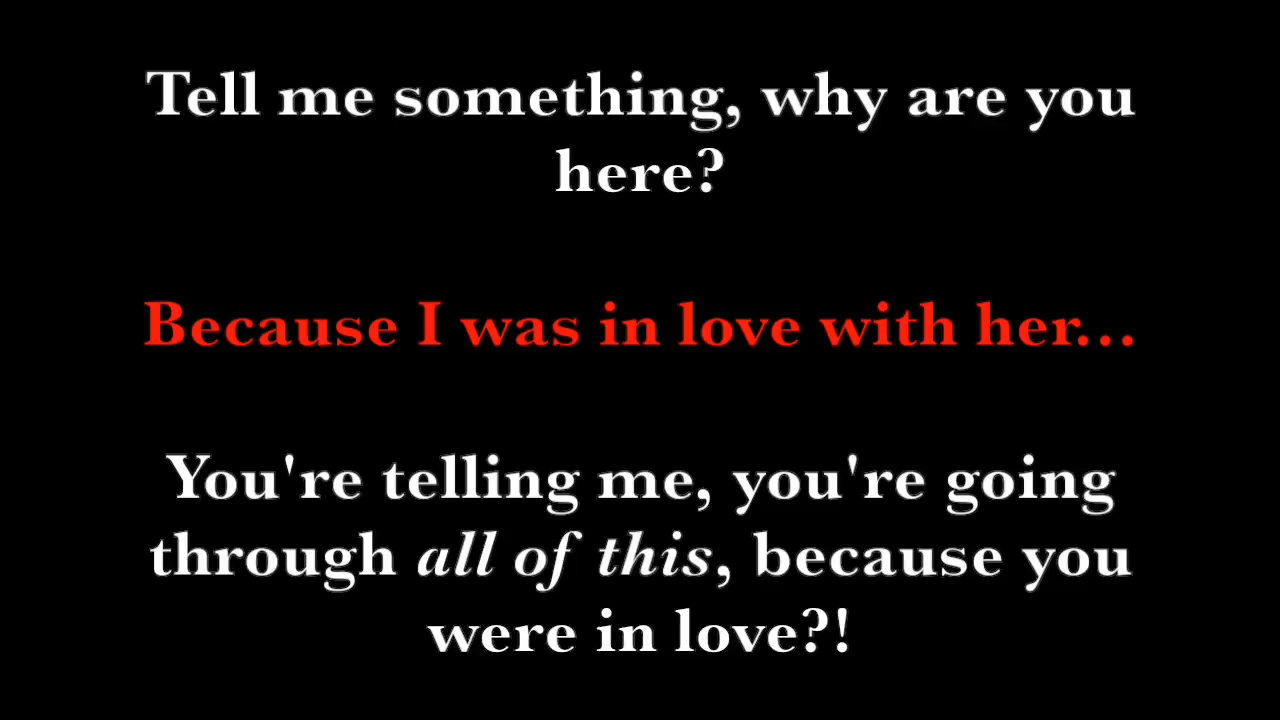 Tell me something, why are you
here?
Because I was in love with her...
You're telling me, you're going
through all of this, because you
were in love?!